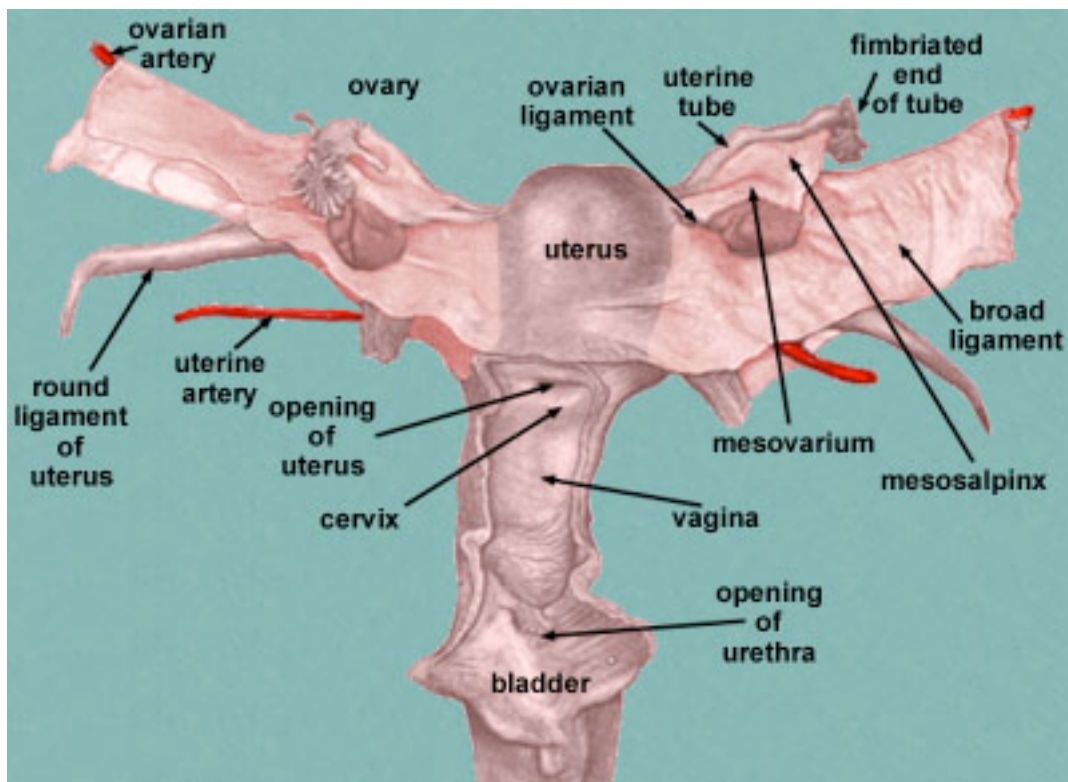 ovarian
artery
ovary
ovarian
ligament
uterine
tube
fimbriated
end
of tube
uterus
round
ligament
of
uterus
uterine
artery
opening
of
uterus
cervix
vagina
mesovarium
mesosalpinx
broad
ligament
opening
of
urethra
bladder